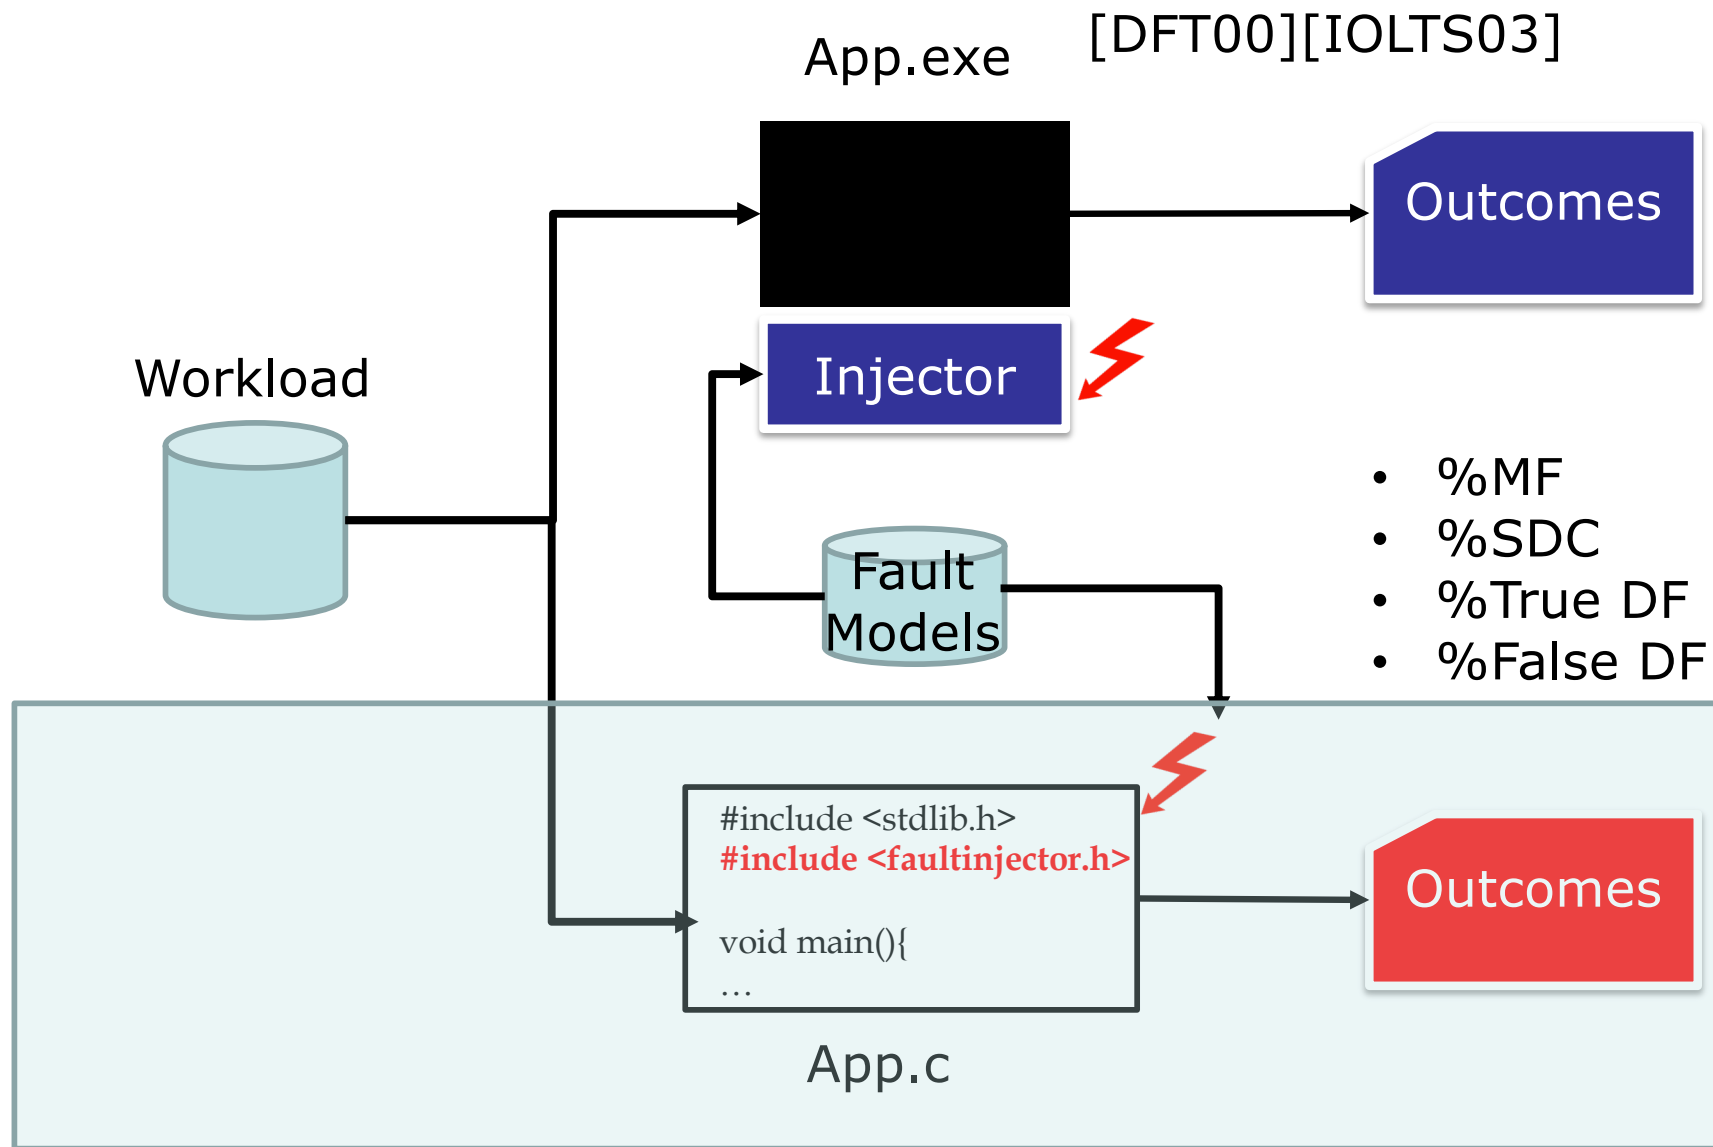 [DFT00][IOLTS03]
App.exe
Outcomes
Injector
Workload
Fault
Models
• %MF
• %SDC
• %True DF
• %False DF
#include <stdlib.h>
#include <faultinjector.h>
void main(){
…
Outcomes
App.c